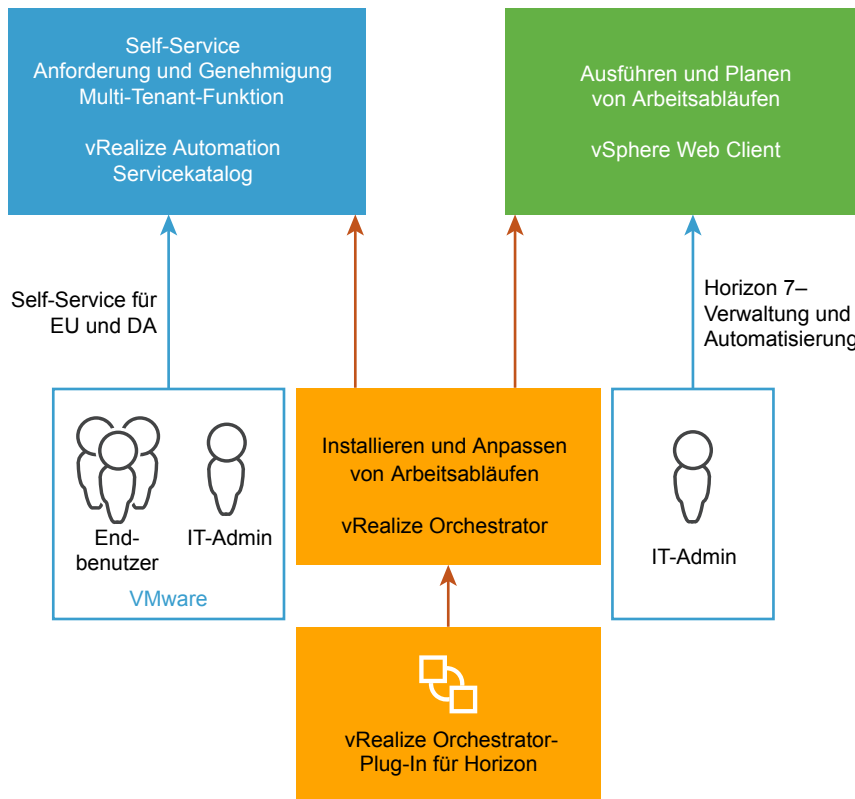 Self-Service
Anforderung und Genehmigung
Multi-Tenant-Funktion
vRealize Automation
Servicekatalog
Ausführen und Planen
von Arbeitsabläufen
vSphere Web Client
Self-Service für
EU und DA
Horizon 7–
Verwaltung und
Automatisierung
End-
benutzer
IT-Admin
VMware
Installieren und Anpassen
von Arbeitsabläufen
vRealize Orchestrator
IT-Admin
vRealize Orchestrator-
Plug-In für Horizon